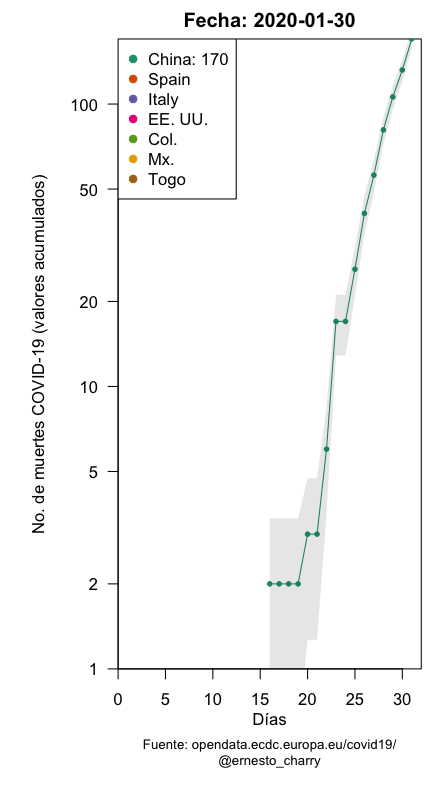 Fecha: 2020-01-30
China: 170
Spain
Italy
EE. UU.
Col.
Mx.
Togo
No. de muertes COVID-19 (valores acumulados)
100
50
20
10
5
2
1
0 5 10 15 20 25 30
Días
Fuente: opendata.ecdc.europa.eu/covid19/
@ernesto_charry